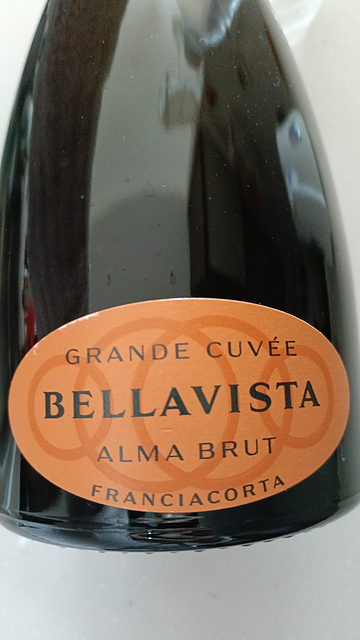 GRANDE CUVÉE
BELLAVISTA
ALMA BRUT
FRANCIACORTA